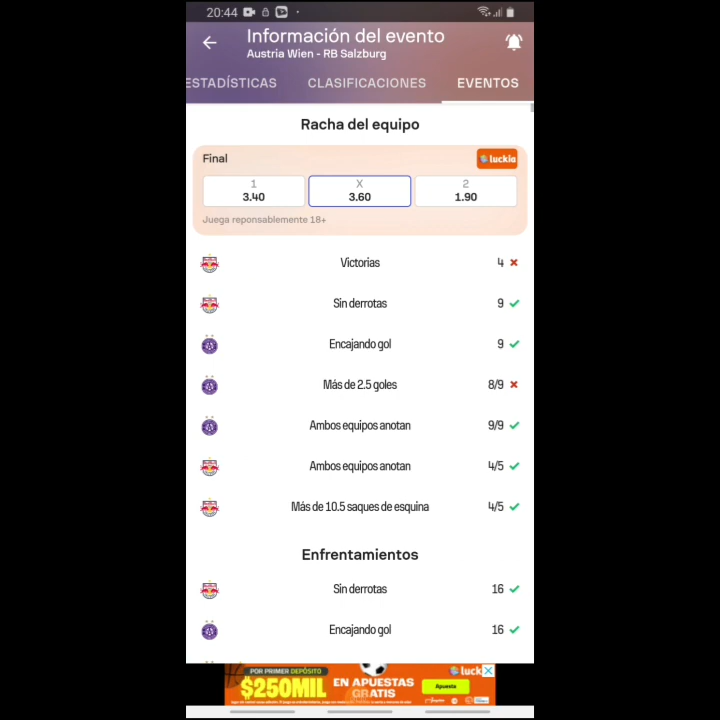 20:44
Información del evento
Austria Wien - RB Salzburg
ESTADÍSTICAS CLASIFICACIONES EVENTOS
Racha del equipo
Final luckia
1 X 2
3.40 3.60 1.90
Juega reponsablemente 18+
Victorias 4
Sin derrotas 9
Encajando gol 9
Más de 2.5 goles 8/9
Ambos equipos anotan 9/9
Ambos equipos anotan 4/5
Más de 10.5 saques de esquina 4/5
Enfrentamientos
Sin derrotas 16
Encajando gol 16
POR PRIMER DEPÓSITO
$250MIL
EN APUESTAS
GRATIS
Apuesta